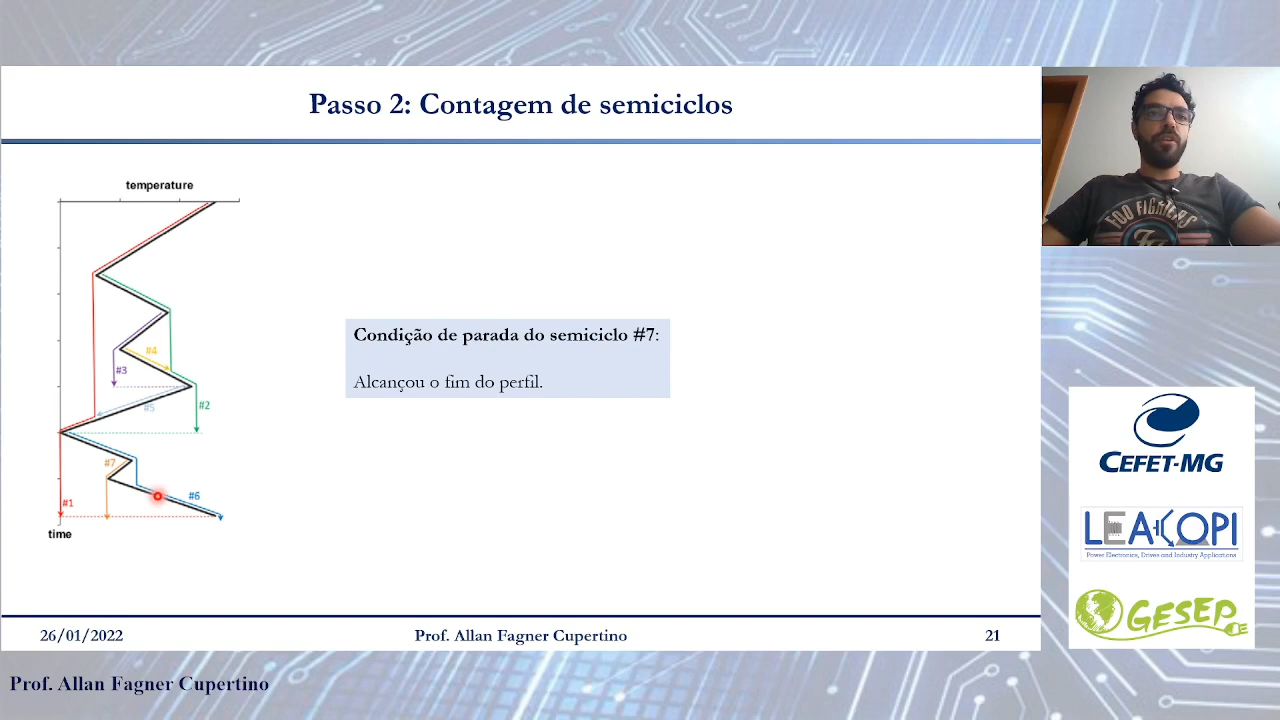 Passo 2: Contagem de semiciclos
temperature
#4
#3
#5
#2
#7
#6
#1
time
Condição de parada do semiciclo #7:
Alcançou o fim do perfil.
26/01/2022
Prof. Allan Fagner Cupertino
21
FOO FIGHTERS
CEFET-MG
LEACOPI
Power Electronics, Drives and Industry Applications
GESEP
Prof. Allan Fagner Cupertino